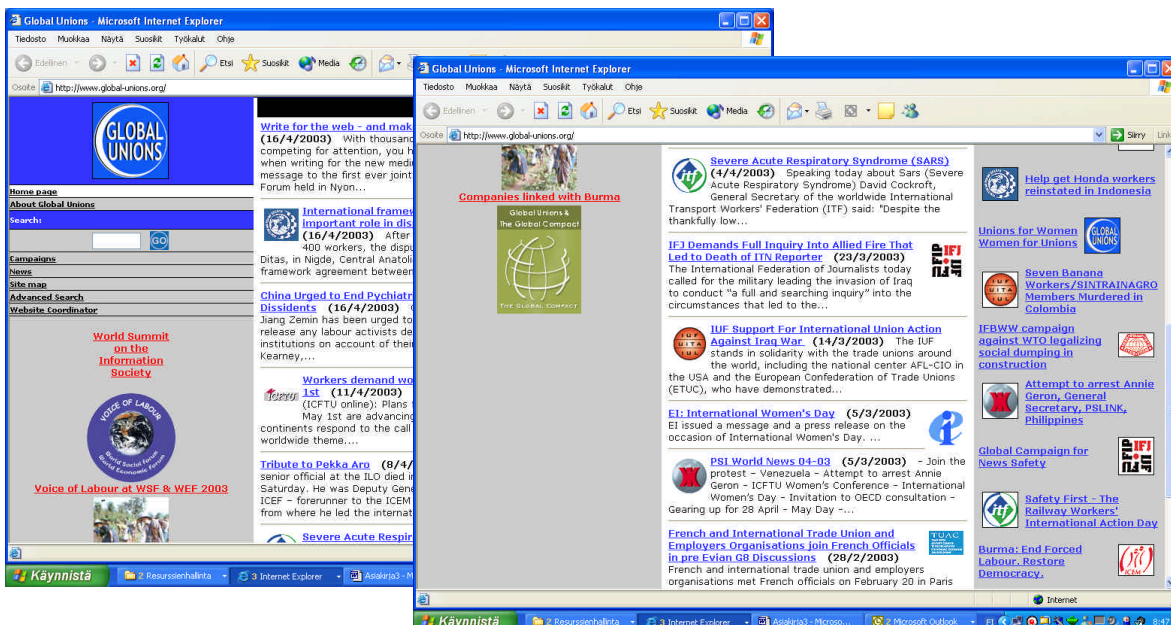 Global Unions - Microsoft Internet Explorer
Tiedosto Muokkaa Näytä Suosikit Työkalut Ohje
Edellinen Etsi Suosikit Media
Osoite http://www.global-unions.org/
GLOBAL
UNIONS
Home page
About Global Unions
Search:
GO
Campaigns
News
Site map
Advanced Search
Website Coordinator
World Summit
on the
Information
Society
VOICE OF LABOUR
World Social Forum
World Economic Forum
Voice of Labour at WSF & WEF 2003
Write for the web - and mak
(16/4/2003) With thousand
competing for attention, you h
when writing for the new medi
message to the first ever joint
Forum held in Nyon...
International framew
important role in dis
(16/4/2003) After
400 workers, the dispu
Ditas, in Nigde, Central Anatoli
framework agreement between
China Urged to End Psychiatr
Dissidents (16/4/2003)
Jiang Zemin has been urged to
release any labour activists de
institutions on account of thei
Kearney,...
Workers demand wo
1st (11/4/2003)
(ICFTU online): Plans
May 1st are advancing
continents respond to the call
worldwide theme....
Tribute to Pekka Aro (8/4/
senior official at the ILO died i
Saturday. He was Deputy Gene
ICEF – forerunner to the ICEM
from where he led the internat
Severe Acute Respir
Käynnistä 2 Resurssienhallinta 3 Internet Explorer Asiakirja3 - M
Global Unions - Microsoft Internet Explorer
Tiedosto Muokkaa Näytä Suosikit Työkalut Ohje
Edellinen Etsi Suosikit Media
Osoite http://www.global-unions.org/ Siirry Link
Companies linked with Burma
Global Unions &
The Global Compact
THE GLOBAL COMPACT
itf
Severe Acute Respiratory Syndrome (SARS)
(4/4/2003) Speaking today about Sars (Severe
Acute Respiratory Syndrome) David Cockroft,
General Secretary of the worldwide International
Transport Workers' Federation (ITF) said: "Despite the
thankfully low...
IFJ Demands Full Inquiry Into Allied Fire That
Led to Death of ITN Reporter (23/3/2003)
The International Federation of Journalists today
called for the military leading the invasion of Iraq
to conduct "a full and searching inquiry" into the
circumstances that led to the...
IUF
UITA
IUL
IUF Support For International Union Action
Against Iraq War (14/3/2003) The IUF
stands in solidarity with the trade unions around
the world, including the national center AFL-CIO in
the USA and the European Confederation of Trade Unions
(ETUC), who have demonstrated...
EI: International Women's Day (5/3/2003)
EI issued a message and a press release on the
occasion of International Women's Day. ...
PSI World News 04-03 (5/3/2003) - Join the
protest - Venezuela - Attempt to arrest Annie
Geron - ICFTU Women's Conference - International
Women's Day - Invitation to OECD consultation -
Gearing up for 28 April - May Day -...
French and International Trade Union and
Employers Organisations join French Officials
in pre Evian G8 Discussions (28/2/2003)
French and international trade union and employers
organisations met French officials on February 20 in Paris
TUAC
Help get Honda workers
reinstated in Indonesia
Unions for Women
Women for Unions
GLOBAL
UNIONS
Seven Banana
Workers/SINTRAINAGRO
Members Murdered in
Colombia
IUF
UITA
IUL
IFBWW campaign
against WTO legalizing
social dumping in
construction
Attempt to arrest Annie
Geron, General
Secretary, PSLINK,
Philippines
Global Campaign for
News Safety
Safety First - The
Railway Workers'
International Action Day
itf
Burma: End Forced
Labour. Restore
Democracy.
ICEM
Internet
Käynnistä 2 Resurssienhallinta 3 Internet Explorer Asiakirja3 - Microso... 2 Microsoft Outlook FI 8:47